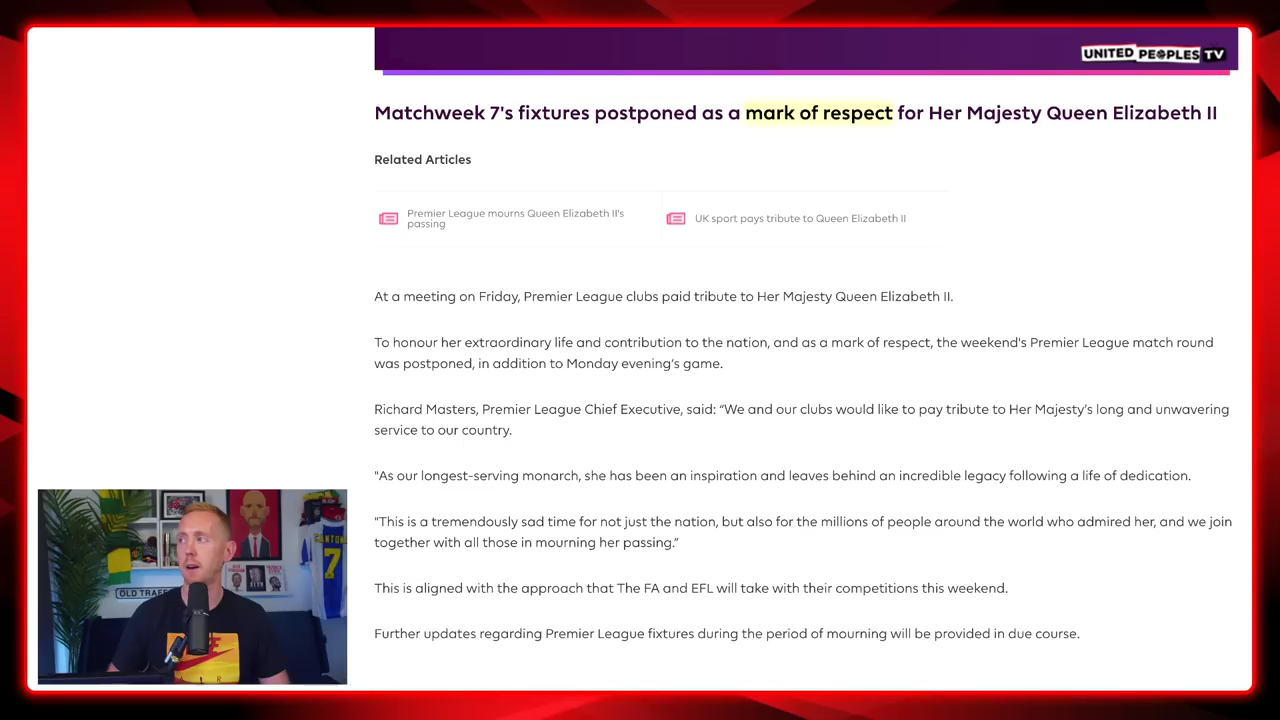 UNITED PEOPLES TV
Matchweek 7's fixtures postponed as a mark of respect for Her Majesty Queen Elizabeth II
Related Articles
Premier League mourns Queen Elizabeth II's
passing
UK sport pays tribute to Queen Elizabeth II
At a meeting on Friday, Premier League clubs paid tribute to Her Majesty Queen Elizabeth II.
To honour her extraordinary life and contribution to the nation, and as a mark of respect, the weekend's Premier League match round
was postponed, in addition to Monday evening's game.
Richard Masters, Premier League Chief Executive, said: “We and our clubs would like to pay tribute to Her Majesty’s long and unwavering
service to our country.
"As our longest-serving monarch, she has been an inspiration and leaves behind an incredible legacy following a life of dedication.
"This is a tremendously sad time for not just the nation, but also for the millions of people around the world who admired her, and we join
together with all those in mourning her passing.”
This is aligned with the approach that The FA and EFL will take with their competitions this weekend.
Further updates regarding Premier League fixtures during the period of mourning will be provided in due course.
OLD TRAFF
7